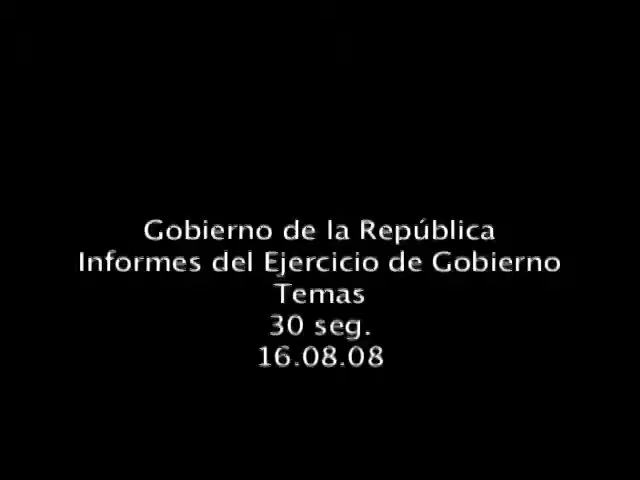 Gobierno de la República
Informes del Ejercicio de Gobierno
Temas
30 seg.
16.08.08